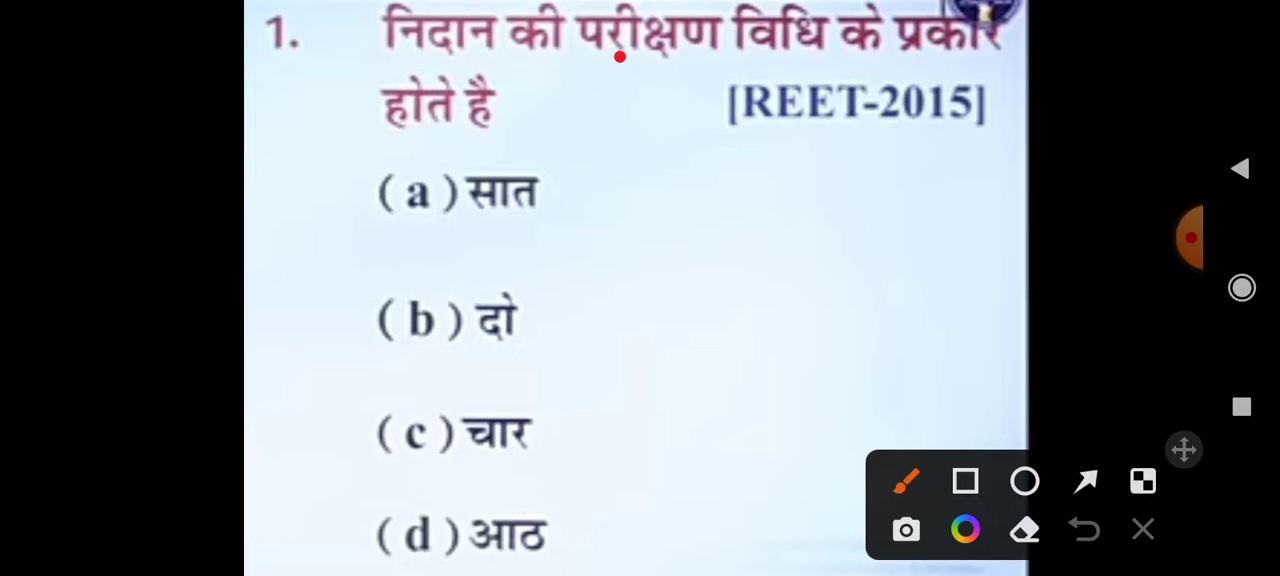 1. निदान की परीक्षण विधि के प्रकार
होते है [REET-2015]
( a ) सात
( b ) दो
( c ) चार
( d ) आठ